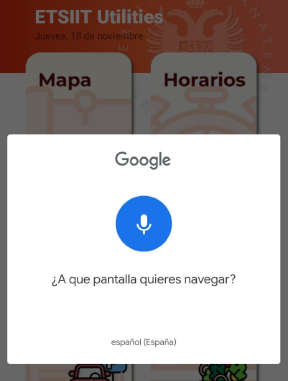 ETSIIT Utilities
Jueves, 18 de noviembre
Mapa
Horarios
Google
¿A que pantalla quieres navegar?
español (España)